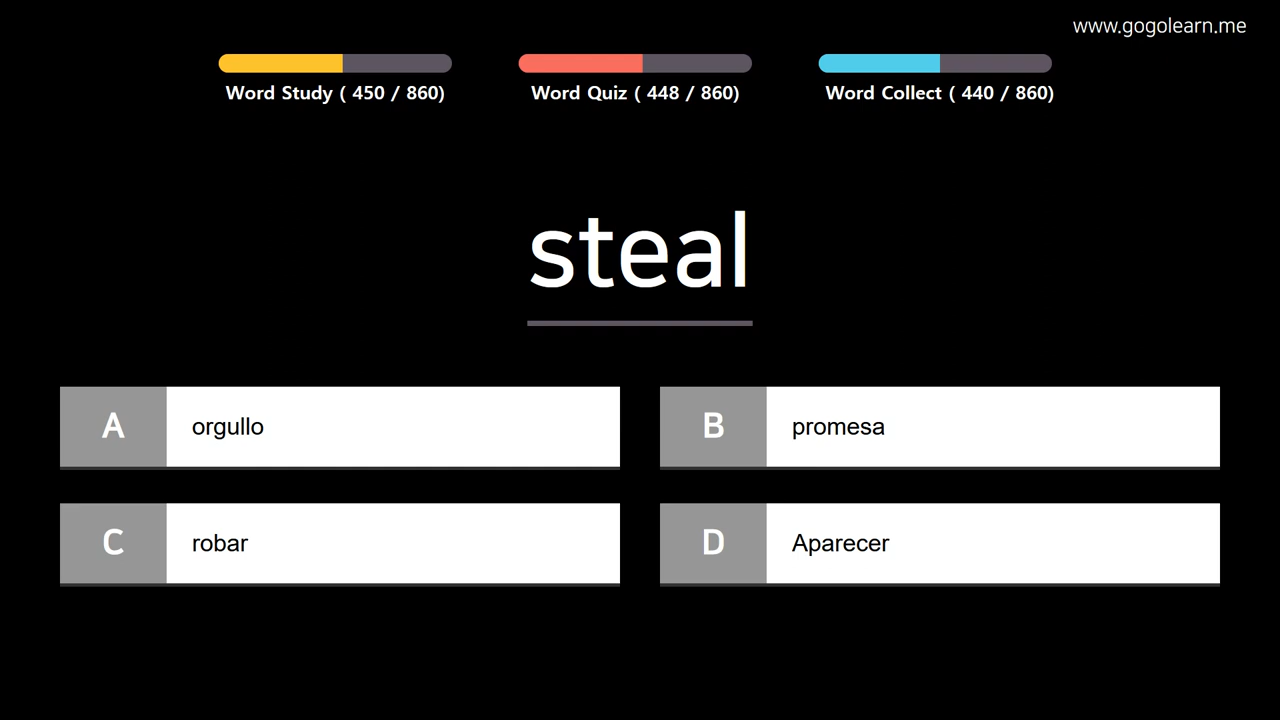 www.gogolearn.me
Word Study ( 450 / 860)
Word Quiz ( 448 / 860)
Word Collect ( 440 / 860)
steal
A orgullo
B promesa
C robar
D Aparecer